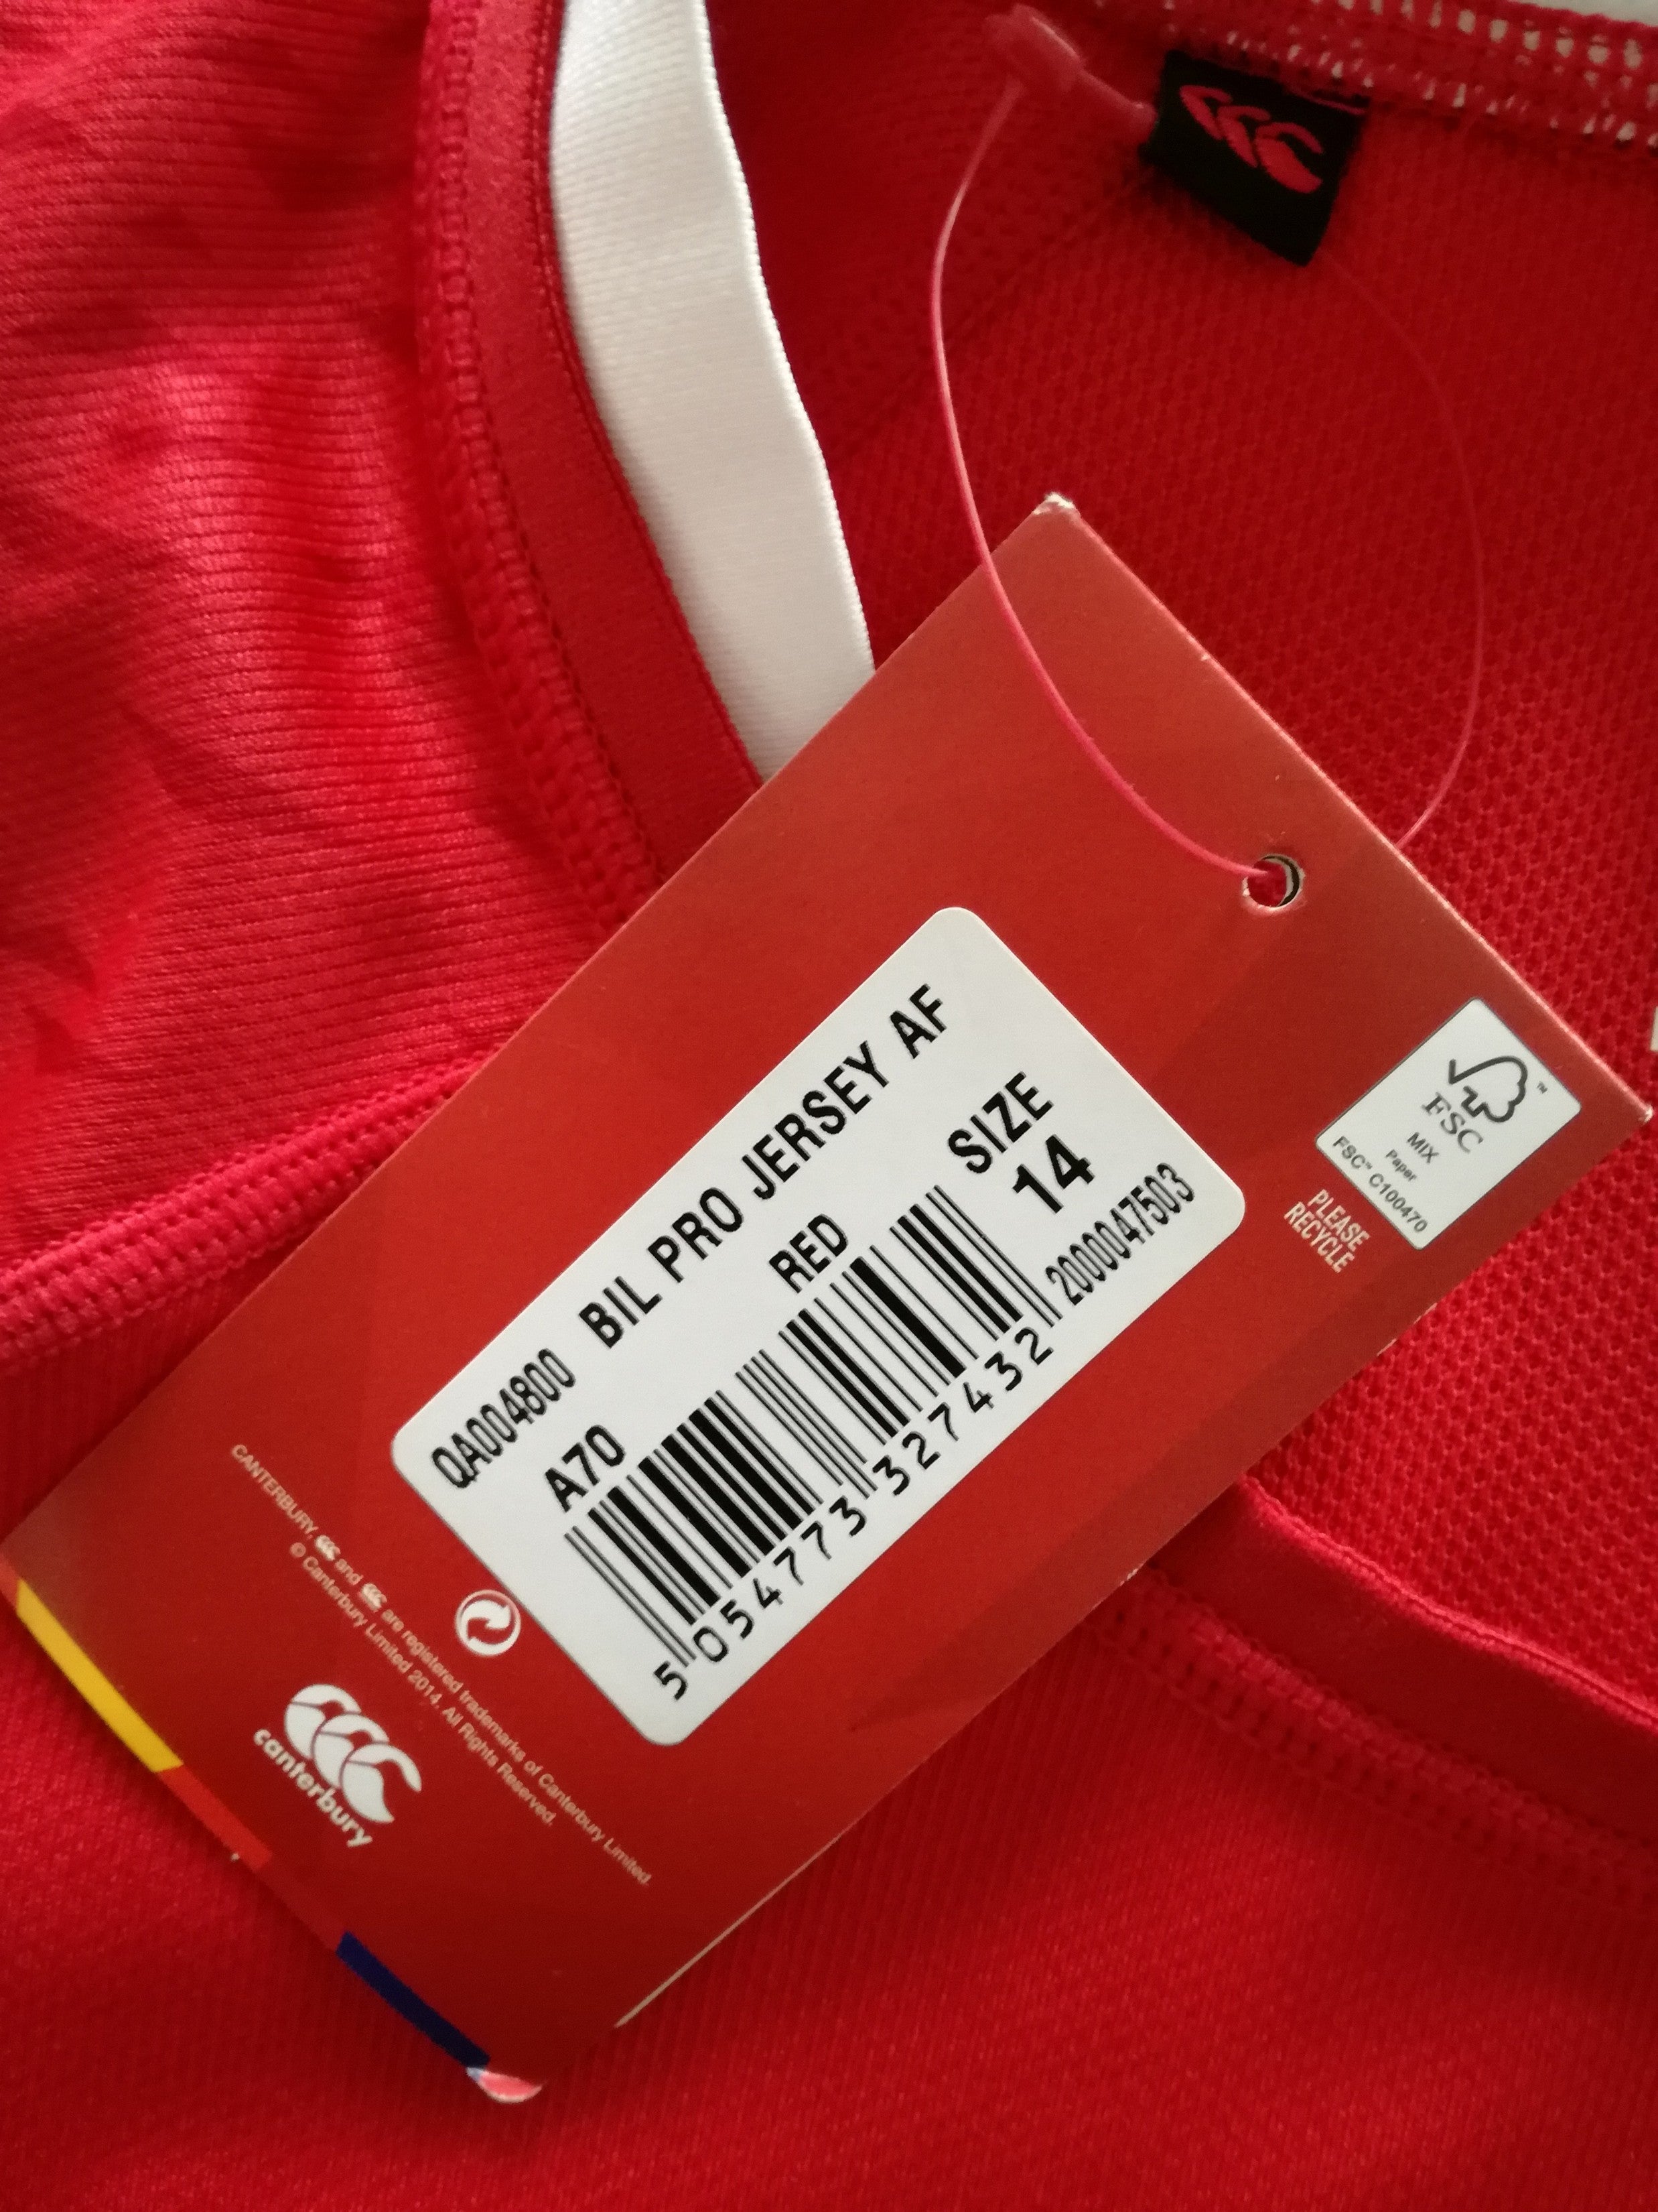 QA004800 BIL PRO JERSEY AF
A70 RED SIZE
14
2000047503
5 054773 327432
FSC™
MIX
Paper
FSC™ C100470
PLEASE
RECYCLE
CANTERBURY, and are registered trademarks of Canterbury Limited.
© Canterbury Limited 2014. All Rights Reserved.
canterbury